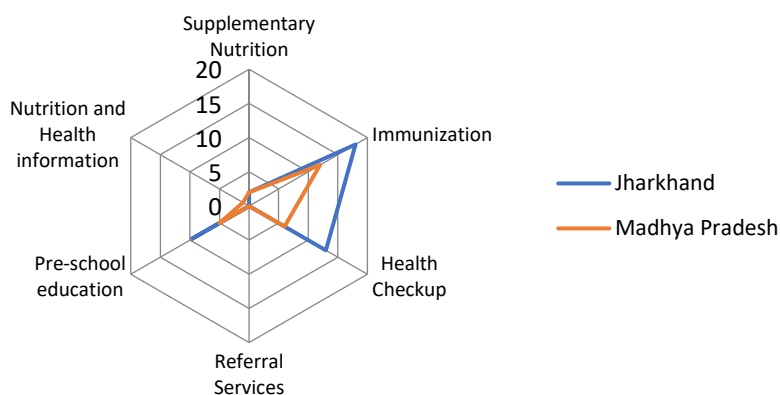 Supplementary
Nutrition
20
15
10
5
0
Immunization
Health
Checkup
Referral
Services
Pre-school
education
Nutrition and
Health
information
Jharkhand
Madhya Pradesh